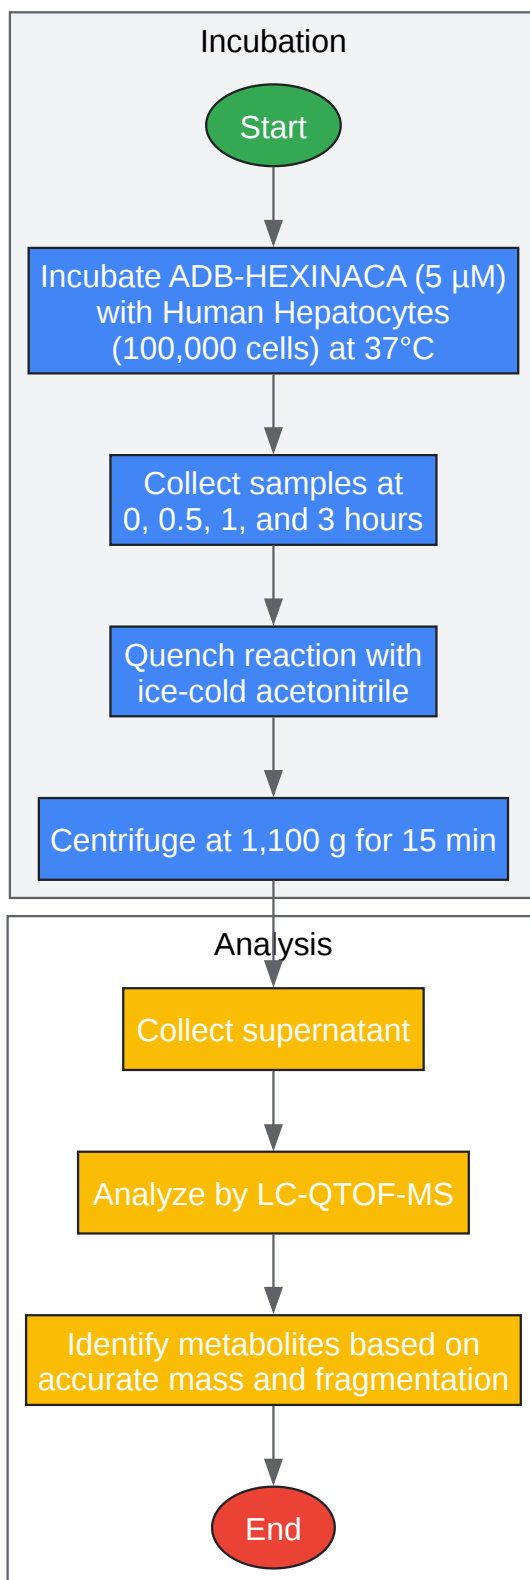 Incubation
Start
Incubate ADB-HEXINACA (5 µM)
with Human Hepatocytes
(100,000 cells) at 37°C
Collect samples at
0, 0.5, 1, and 3 hours
Quench reaction with
ice-cold acetonitrile
Centrifuge at 1,100 g for 15 min
Analysis
Collect supernatant
Analyze by LC-QTOF-MS
Identify metabolites based on
accurate mass and fragmentation
End